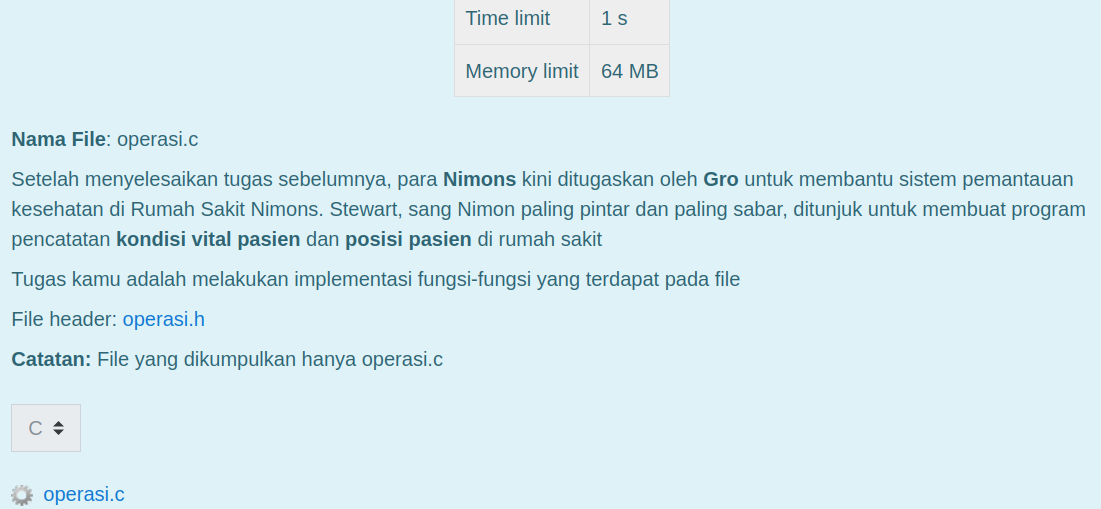 Time limit 1 s
Memory limit 64 MB
Nama File: operasi.c
Setelah menyelesaikan tugas sebelumnya, para Nimons kini ditugaskan oleh Gro untuk membantu sistem pemantauan
kesehatan di Rumah Sakit Nimons. Stewart, sang Nimon paling pintar dan paling sabar, ditunjuk untuk membuat program
pencatatan kondisi vital pasien dan posisi pasien di rumah sakit
Tugas kamu adalah melakukan implementasi fungsi-fungsi yang terdapat pada file
File header: operasi.h
Catatan: File yang dikumpulkan hanya operasi.c
C
operasi.c